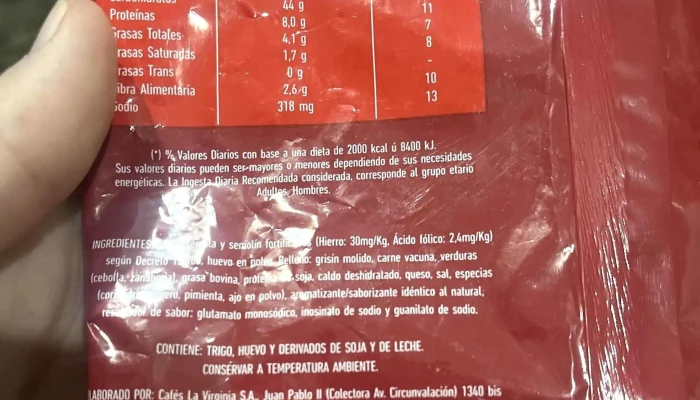 44 g
Proteínas 8,0 g 11
Grasas Totales 4,1 g 7
Grasas Saturadas 1,7 g 8
rasas Trans 0 g -
ibra Alimentaria 2,6 g 10
Sodio 318 mg 13
(*) % Valores Diarios con base a una dieta de 2000 kcal ú 8400 kJ.
Sus valores diarios pueden ser mayores o menores dependiendo de sus necesidades
energéticas. La Ingesta Diaria Recomendada considerada, corresponde al grupo etario
Adultos, Hombres.
INGREDIENTES y semolín (Hierro: 30mg/Kg, Ácido fólico: 2,4mg/Kg)
según Decreto huevo en polvo. Relleno: grisín molido, carne vacuna, verduras
(cebolla, zanahoria), grasa bovina, soja, caldo deshidratado, queso, sal, especias
pimienta, ajo en polvo), aromatizante/saborizante idéntico al natural,
de sabor: glutamato monosódico, inosinato de sodio y guanilato de sodio.
CONTIENE: TRIGO, HUEVO Y DERIVADOS DE SOJA Y DE LECHE.
CONSERVAR A TEMPERATURA AMBIENTE.
ABORADO POR: Cafés La Virginia S.A., Juan Pablo II (Colectora Av. Circunvalación) 1340 bis